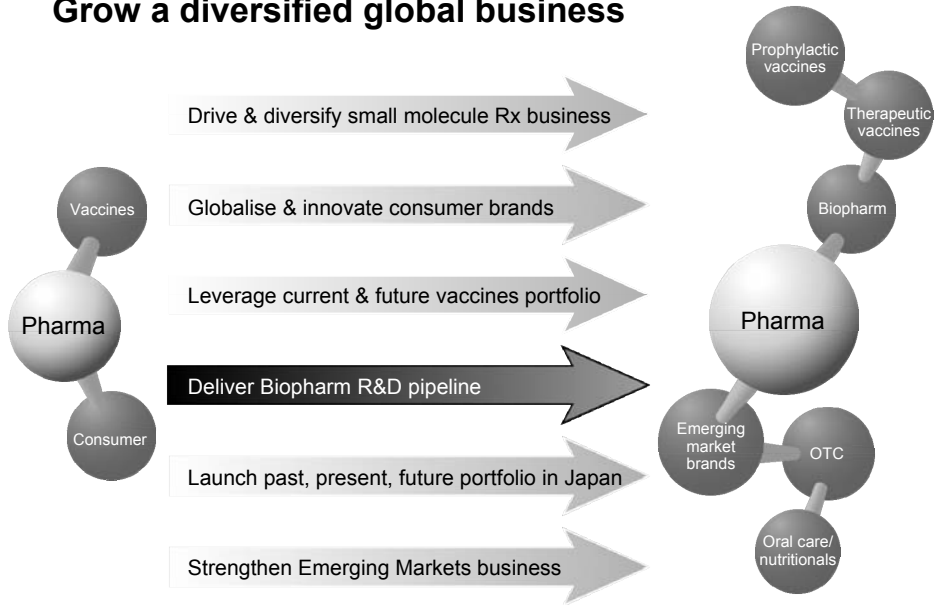 Grow a diversified global business
Vaccines
Pharma
Consumer
Drive & diversify small molecule Rx business
Globalise & innovate consumer brands
Leverage current & future vaccines portfolio
Deliver Biopharm R&D pipeline
Launch past, present, future portfolio in Japan
Strengthen Emerging Markets business
Prophylactic
vaccines
Therapeutic
vaccines
Biopharm
Pharma
Emerging
market
brands
OTC
Oral care/
nutritionals